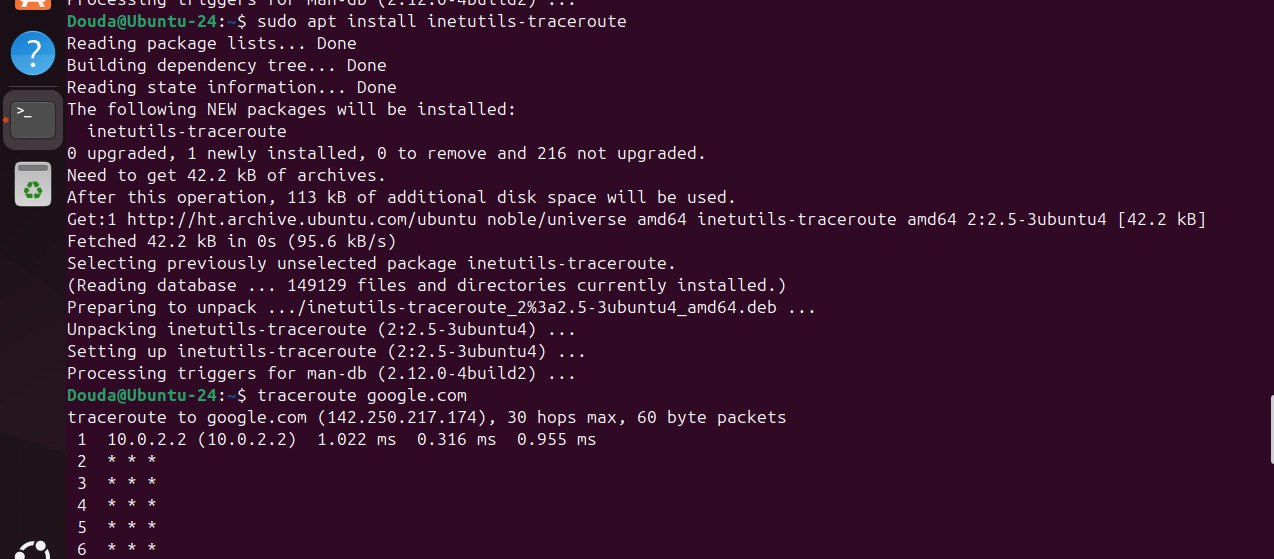 Processing triggers for man-db (2.12.0-4build2) ...
Douda@Ubuntu-24:~$ sudo apt install inetutils-traceroute
Reading package lists... Done
Building dependency tree... Done
Reading state information... Done
The following NEW packages will be installed:
  inetutils-traceroute
0 upgraded, 1 newly installed, 0 to remove and 216 not upgraded.
Need to get 42.2 kB of archives.
After this operation, 113 kB of additional disk space will be used.
Get:1 http://ht.archive.ubuntu.com/ubuntu noble/universe amd64 inetutils-traceroute amd64 2:2.5-3ubuntu4 [42.2 kB]
Fetched 42.2 kB in 0s (95.6 kB/s)
Selecting previously unselected package inetutils-traceroute.
(Reading database ... 149129 files and directories currently installed.)
Preparing to unpack .../inetutils-traceroute_2%3a2.5-3ubuntu4_amd64.deb ...
Unpacking inetutils-traceroute (2:2.5-3ubuntu4) ...
Setting up inetutils-traceroute (2:2.5-3ubuntu4) ...
Processing triggers for man-db (2.12.0-4build2) ...
Douda@Ubuntu-24:~$ traceroute google.com
traceroute to google.com (142.250.217.174), 30 hops max, 60 byte packets
 1  10.0.2.2 (10.0.2.2)  1.022 ms  0.316 ms  0.955 ms
 2  * * *
 3  * * *
 4  * * *
 5  * * *
 6  * * *